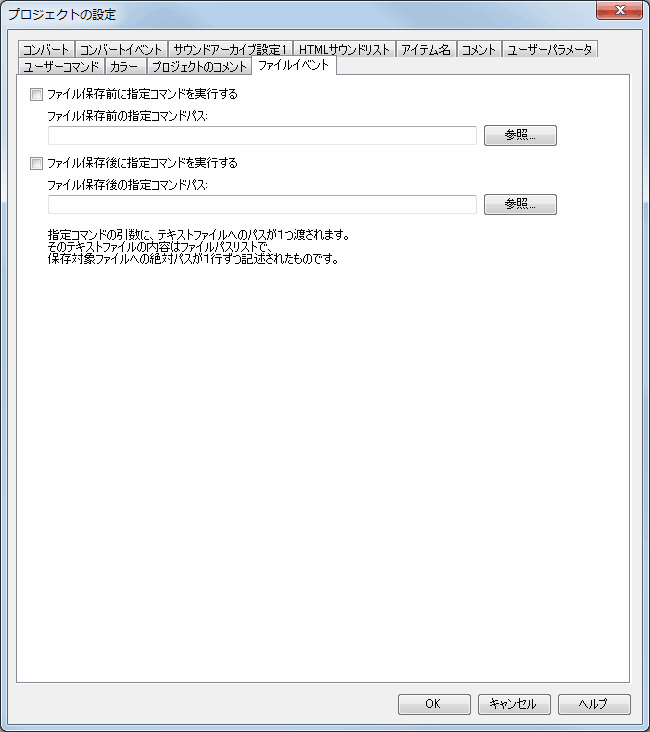 プロジェクトの設定
コンバート コンバートイベント サウンドアーカイブ設定1 HTMLサウンドリスト アイテム名 コメント ユーザーパラメータ
ユーザーコマンド カラー プロジェクトのコメント ファイルイベント
ファイル保存前に指定コマンドを実行する
ファイル保存前の指定コマンドパス:
参照...
ファイル保存後に指定コマンドを実行する
ファイル保存後の指定コマンドパス:
参照...
指定コマンドの引数に、テキストファイルへのパスが1つ渡されます。
そのテキストファイルの内容はファイルパスリストで、
保存対象ファイルへの絶対パスが1行ずつ記述されたものです。
OK キャンセル ヘルプ